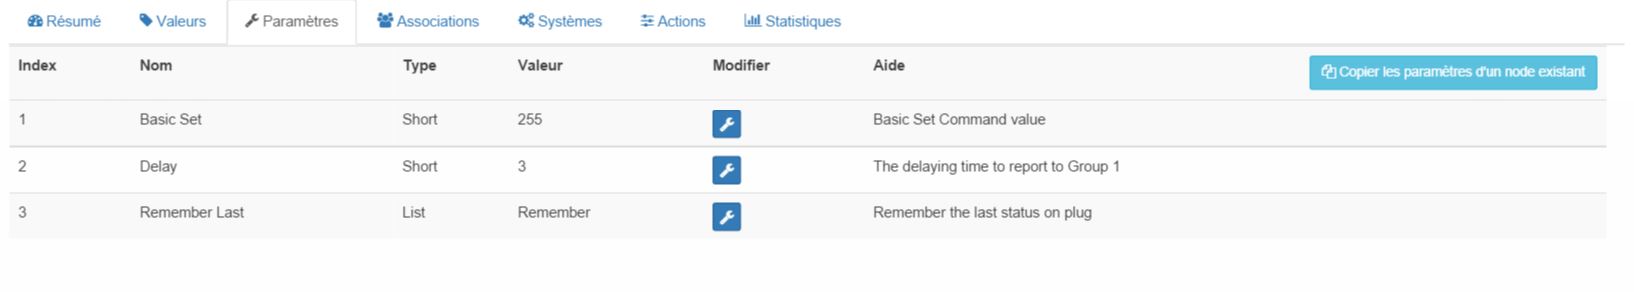 Résumé Valeurs Paramètres Associations Systèmes Actions Statistiques
Index Nom Type Valeur Modifier Aide Copier les paramètres d'un node existant
1 Basic Set Short 255 Basic Set Command value
2 Delay Short 3 The delaying time to report to Group 1
3 Remember Last List Remember Remember the last status on plug